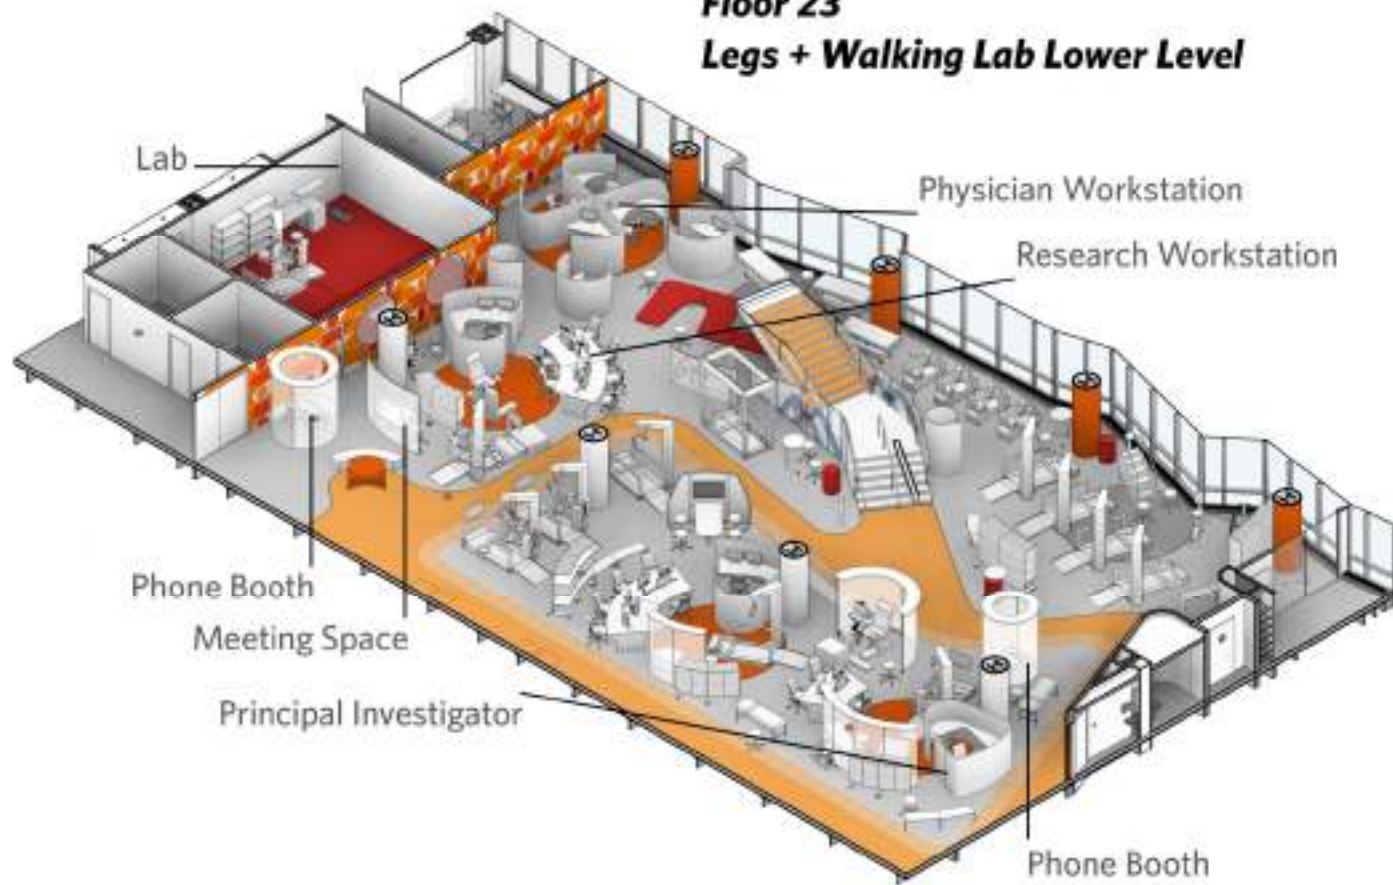 Floor 23
Legs + Walking Lab Lower Level
Lab
Physician Workstation
Research Workstation
Phone Booth
Meeting Space
Principal Investigator
Phone Booth